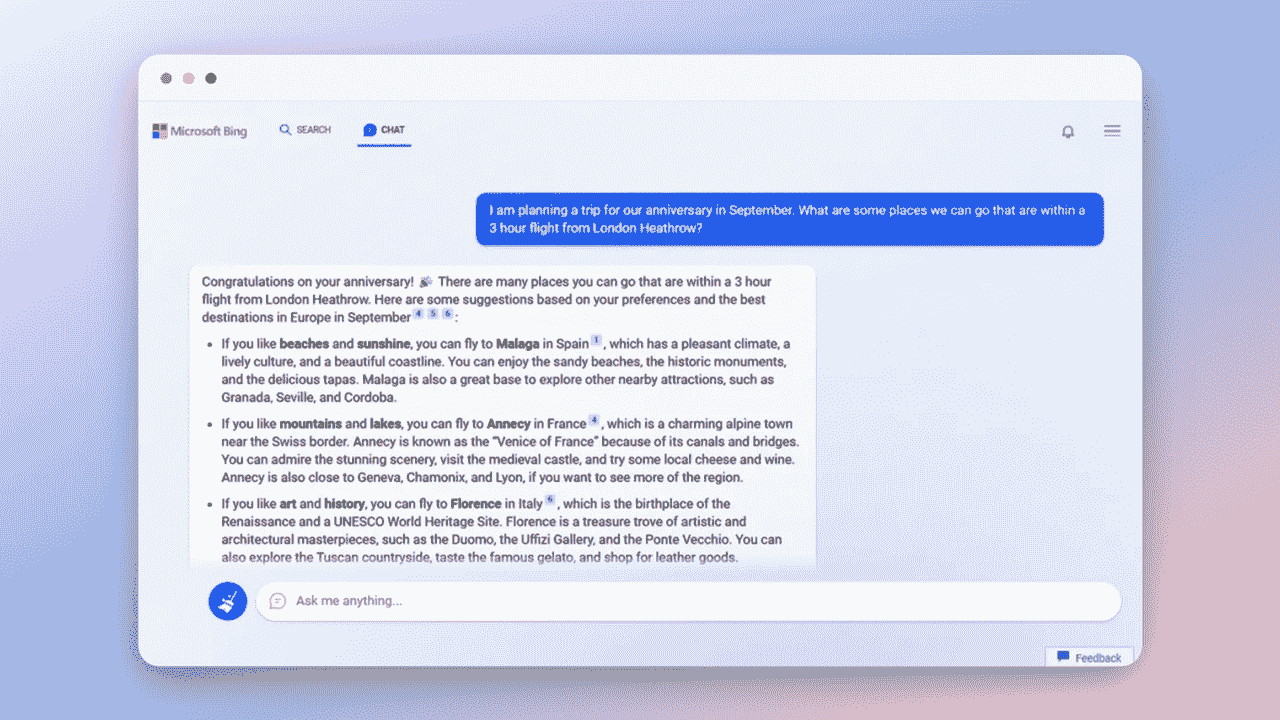 Microsoft Bing
SEARCH
CHAT
I am planning a trip for our anniversary in September. What are some places we can go that are within a
3 hour flight from London Heathrow?
Congratulations on your anniversary! 🎉 There are many places you can go that are within a 3 hour
flight from London Heathrow. Here are some suggestions based on your preferences and the best
destinations in Europe in September 4 5 6 :
• If you like beaches and sunshine, you can fly to Malaga in Spain 1 , which has a pleasant climate, a
lively culture, and a beautiful coastline. You can enjoy the sandy beaches, the historic monuments,
and the delicious tapas. Malaga is also a great base to explore other nearby attractions, such as
Granada, Seville, and Cordoba.
• If you like mountains and lakes, you can fly to Annecy in France 4 , which is a charming alpine town
near the Swiss border. Annecy is known as the “Venice of France” because of its canals and bridges.
You can admire the stunning scenery, visit the medieval castle, and try some local cheese and wine.
Annecy is also close to Geneva, Chamonix, and Lyon, if you want to see more of the region.
• If you like art and history, you can fly to Florence in Italy 6 , which is the birthplace of the
Renaissance and a UNESCO World Heritage Site. Florence is a treasure trove of artistic and
architectural masterpieces, such as the Duomo, the Uffizi Gallery, and the Ponte Vecchio. You can
also explore the Tuscan countryside, taste the famous gelato, and shop for leather goods.
Ask me anything...
Feedback